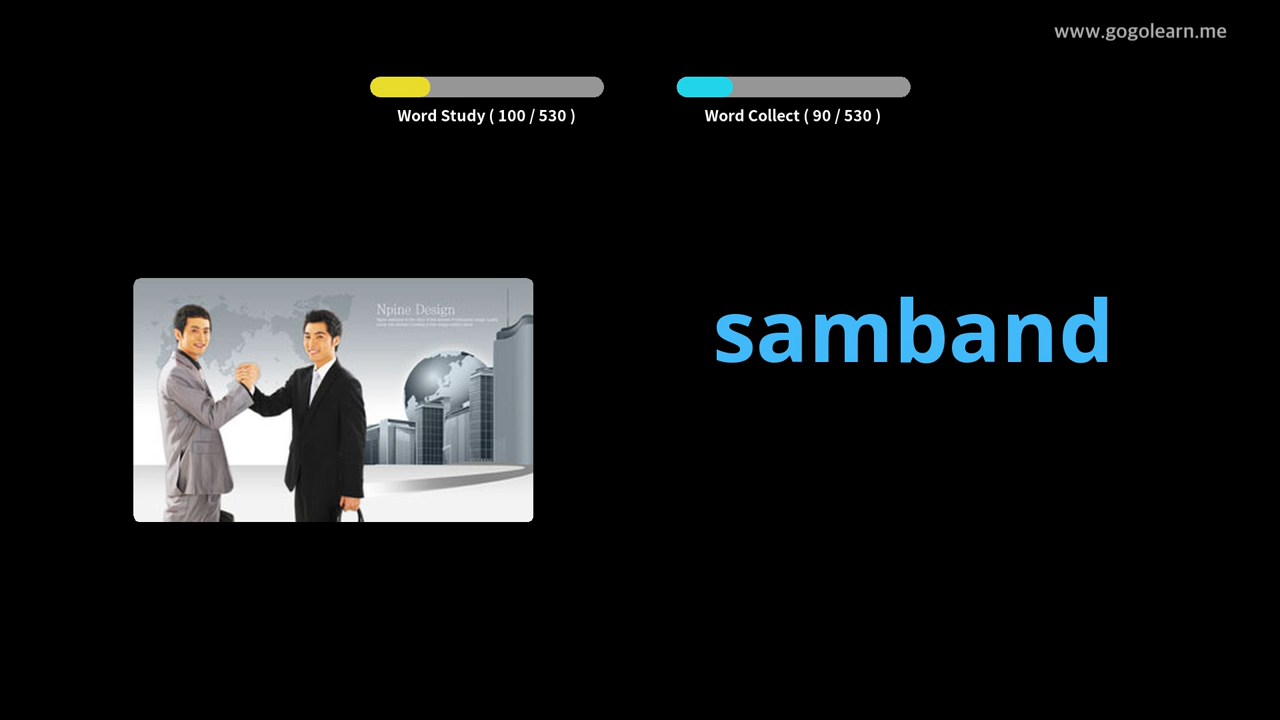 www.gogolearn.me
Word Study ( 100 / 530 )
Word Collect ( 90 / 530 )
Npine Design
samband